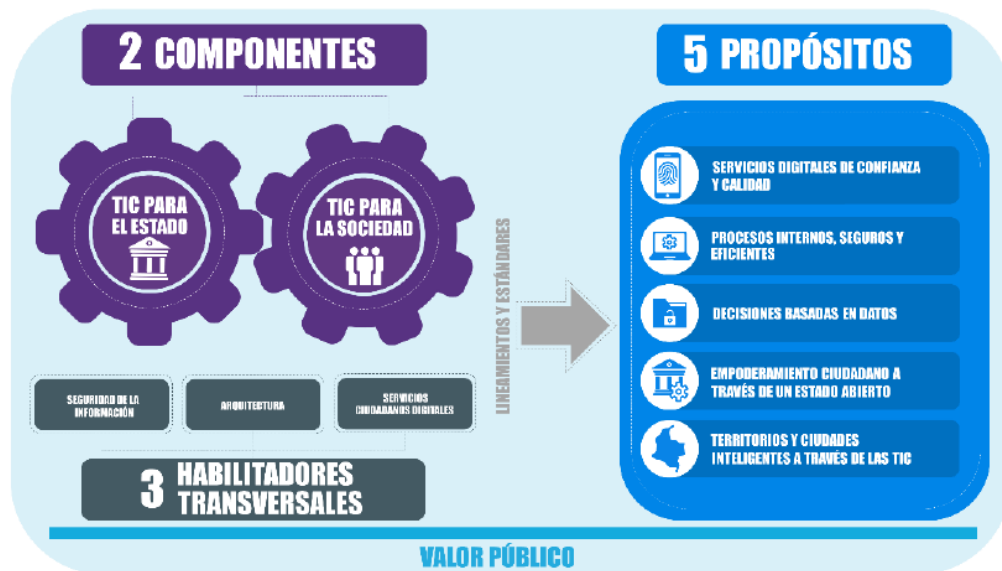 2 COMPONENTES
TIC PARA
EL ESTADO
TIC PARA
LA SOCIEDAD
SEGURIDAD DE LA
INFORMACIÓN
ARQUITECTURA
SERVICIOS
CIUDADANOS DIGITALES
3 HABILITADORES
TRANSVERSALES
LINEAMIENTOS Y ESTÁNDARES
5 PROPÓSITOS
SERVICIOS DIGITALES DE CONFIANZA
Y CALIDAD
PROCESOS INTERNOS, SEGUROS Y
EFICIENTES
DECISIONES BASADAS EN DATOS
EMPODERAMIENTO CIUDADANO A
TRAVÉS DE UN ESTADO ABIERTO
TERRITORIOS Y CIUDADES
INTELIGENTES A TRAVÉS DE LAS TIC
VALOR PÚBLICO